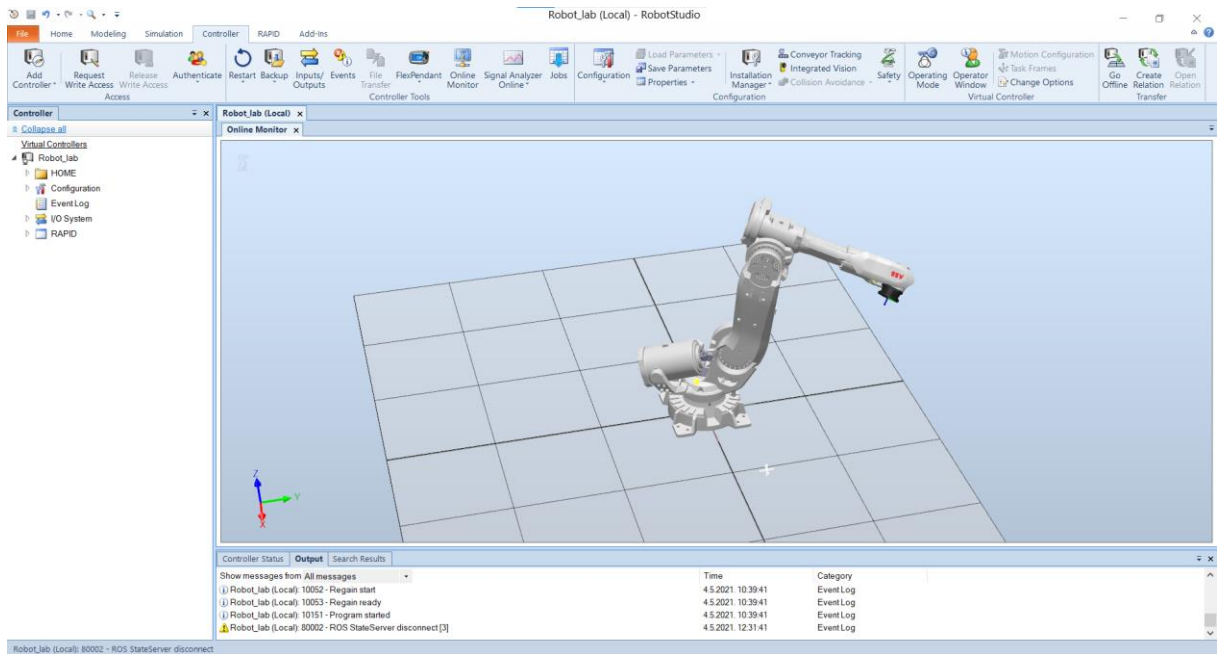 Robot_lab (Local) - RobotStudio
File Home Modeling Simulation Controller RAPID Add-Ins
Add Controller
Request Write Access
Release Write Access
Authenticate
Access
Restart
Backup
Inputs/ Outputs
Events
File Transfer
FlexPendant
Online Monitor
Signal Analyzer Online
Jobs
Controller Tools
Configuration
Load Parameters
Save Parameters
Properties
Installation Manager
Conveyor Tracking
Integrated Vision
Collision Avoidance
Safety
Configuration
Operating Mode
Operator Window
Motion Configuration
Task Frames
Change Options
Virtual Controller
Go Offline
Create Relation
Open Relation
Transfer
Controller
Collapse all
Virtual Controllers
Robot_lab
HOME
Configuration
Event Log
I/O System
RAPID
Robot_lab (Local) x
Online Monitor x
ABB
Z
Y
X
Controller Status Output Search Results
Show messages from All messages Time Category
Robot_lab (Local): 10052 - Regain start 4.5.2021. 10:39:41 Event Log
Robot_lab (Local): 10053 - Regain ready 4.5.2021. 10:39:41 Event Log
Robot_lab (Local): 10151 - Program started 4.5.2021. 10:39:41 Event Log
Robot_lab (Local): 80002 - ROS StateServer disconnect [3] 4.5.2021. 12:31:41 Event Log
Robot_lab (Local): 80002 - ROS StateServer disconnect